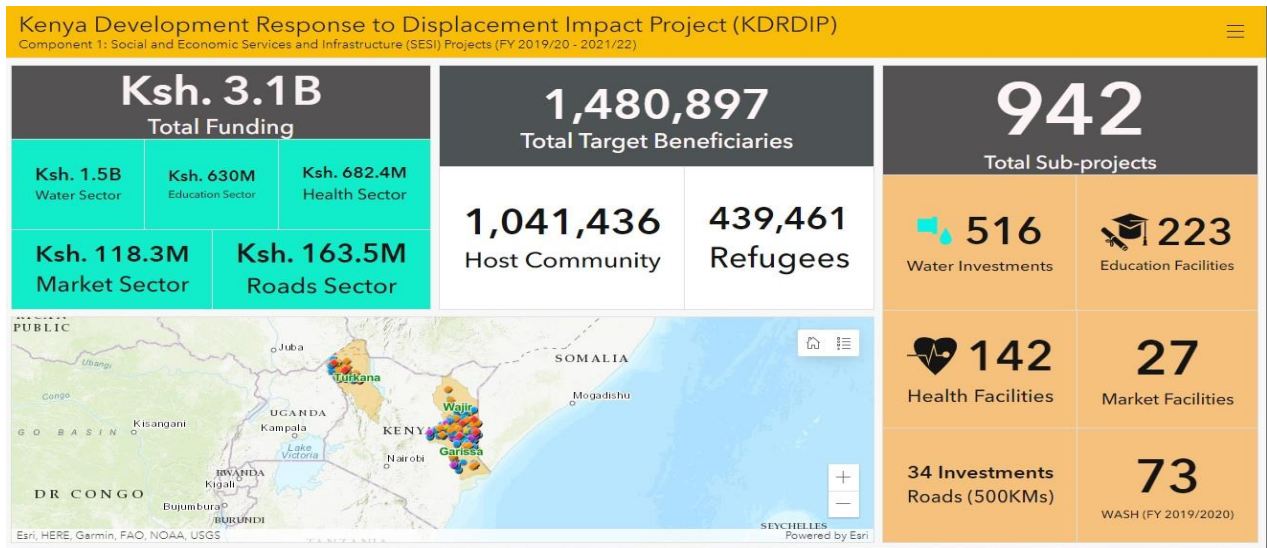 Kenya Development Response to Displacement Impact Project (KDRDIP)
Component 1: Social and Economic Services and Infrastructure (SESI) Projects (FY 2019/20 - 2021/22)
Ksh. 3.1B
Total Funding
Ksh. 1.5B
Water Sector
Ksh. 630M
Education Sector
Ksh. 682.4M
Health Sector
Ksh. 118.3M
Market Sector
Ksh. 163.5M
Roads Sector
1,480,897
Total Target Beneficiaries
1,041,436
Host Community
439,461
Refugees
942
Total Sub-projects
516
Water Investments
223
Education Facilities
142
Health Facilities
27
Market Facilities
34 Investments
Roads (500KMs)
73
WASH (FY 2019/2020)
PUBLIC
Juba
Ubangi
Turkana
SOMALIA
Congo
Wajir
Mogadishu
UGANDA
Kisangani
Kampala
KENY
GO BASIN
Lake
Victoria
Nairobi
Garissa
RWANDA
Kigali
DR CONGO
Bujumbura
BURUNDI
SEYCHELLES
TANZANIA
Esri, HERE, Garmin, FAO, NOAA, USGS
Powered by Esri